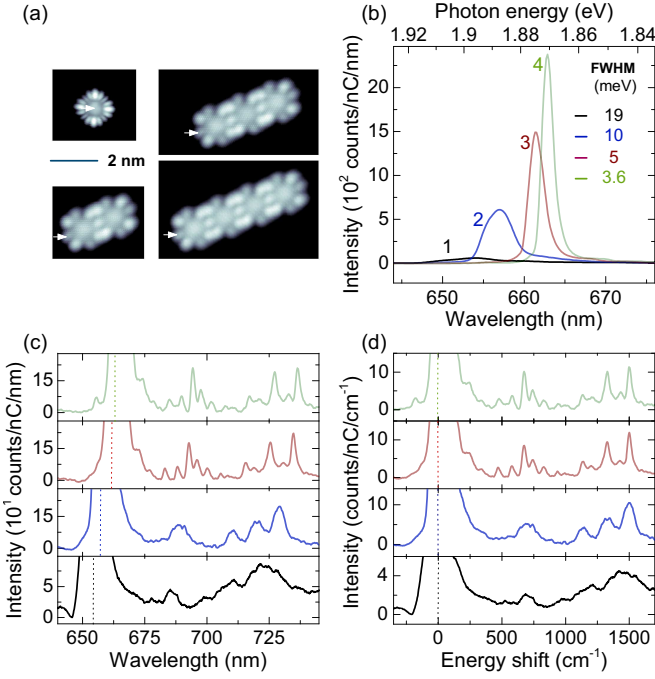 (a)
2 nm
(b)
Photon energy (eV)
1.92 1.9 1.88 1.86 1.84
Intensity (10² counts/nC/nm)
20
15
10
5
0
1
2
3
4
FWHM
(meV)
19
10
5
3.6
650 660 670
Wavelength (nm)
(c)
Intensity (10¹ counts/nC/nm)
15
0
15
0
15
0
5
0
650 675 700 725
Wavelength (nm)
(d)
Intensity (counts/nC/cm⁻¹)
10
0
10
0
10
0
4
0
0 500 1000 1500
Energy shift (cm⁻¹)